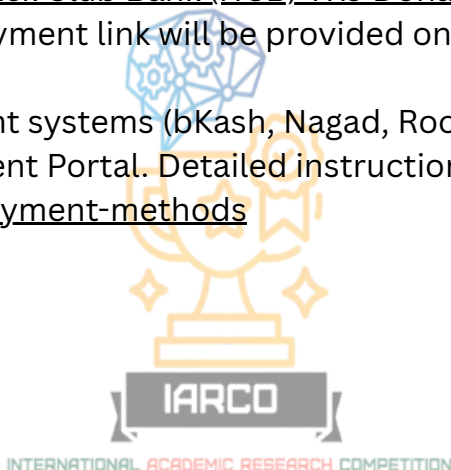 yment link will be provided on
nt systems (bKash, Nagad, Roc
ent Portal. Detailed instruction
yment-methods
IARCO
INTERNATIONAL ACADEMIC RESEARCH COMPETITION